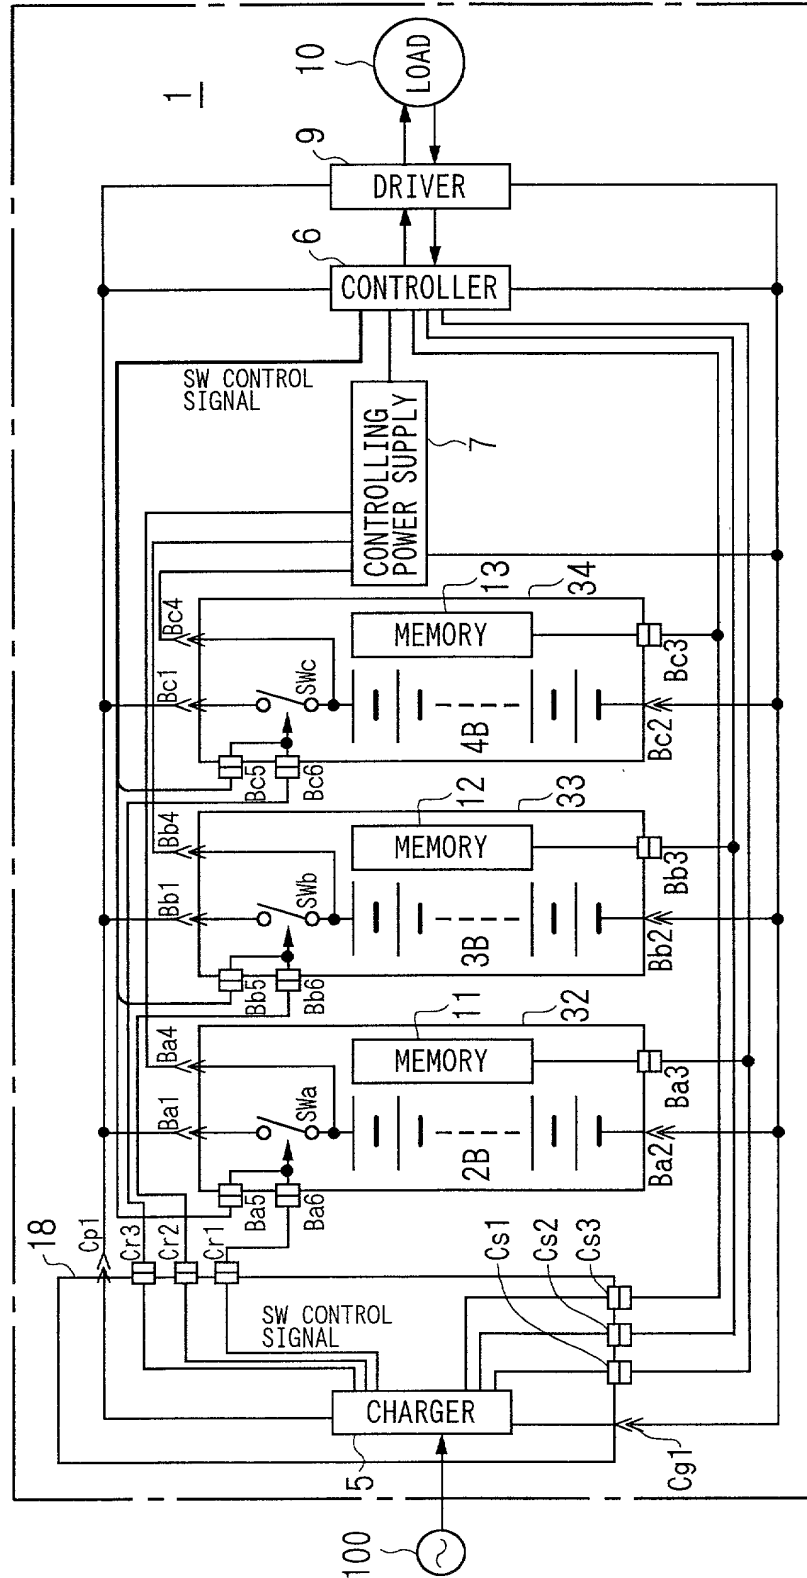 1
10
LOAD
9
DRIVER
6
CONTROLLER
SW CONTROL
SIGNAL
CONTROLLING
POWER SUPPLY
7
Bc4
Bc1
SWc
Bc5
Bc6
4B
MEMORY
13
34
Bc3
Bc2
Bb4
Bb1
SWb
Bb5
Bb6
3B
MEMORY
12
33
Bb3
Bb2
Ba4
Ba1
SWa
Ba5
Ba6
2B
MEMORY
11
32
Ba3
Ba2
18
Cp1
Cr3
Cr2
Cr1
SW CONTROL
SIGNAL
CHARGER
5
Cs1
Cs2
Cs3
Cg1
100